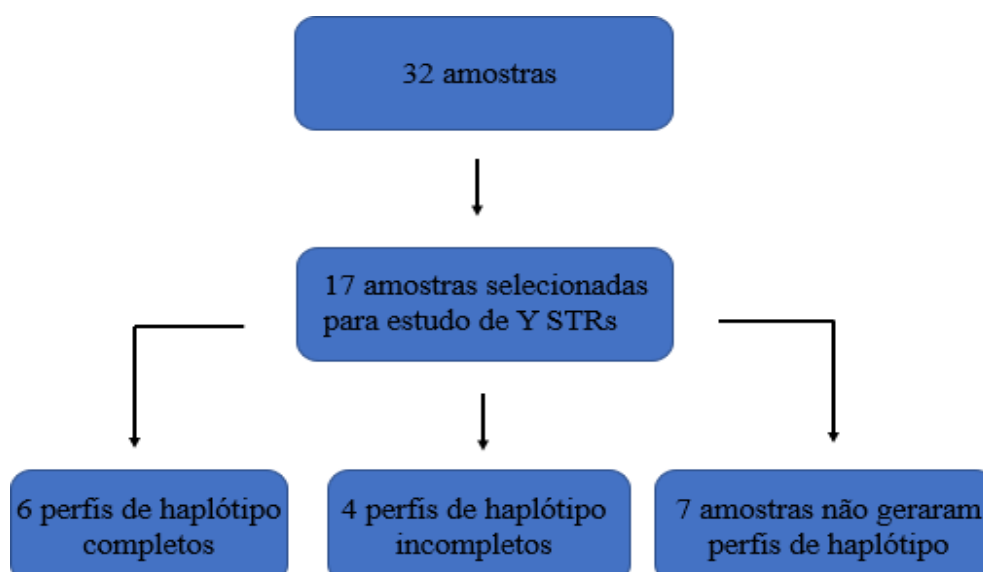 32 amostras
17 amostras selecionadas
para estudo de Y STRs
6 perfis de haplótipo
completos
4 perfis de haplótipo
incompletos
7 amostras não geraram
perfis de haplótipo